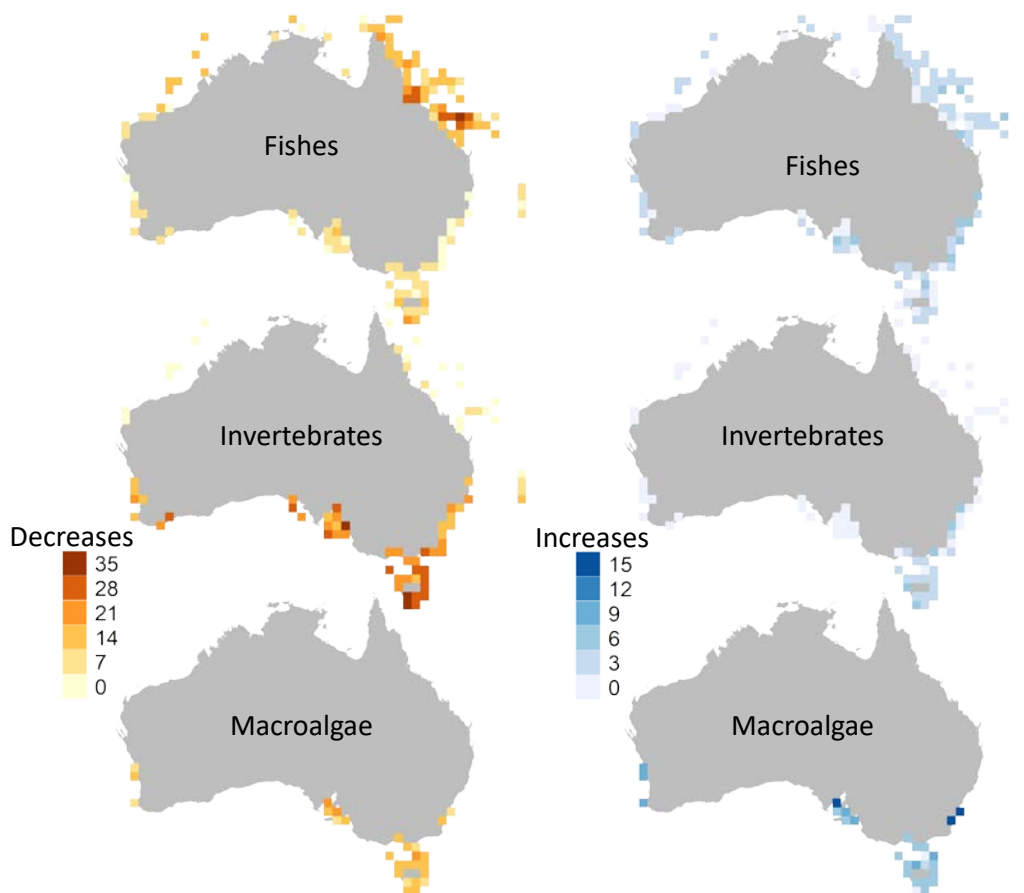 Fishes
Fishes
Invertebrates
Invertebrates
Decreases
35
28
21
14
7
0
Increases
15
12
9
6
3
0
Macroalgae
Macroalgae